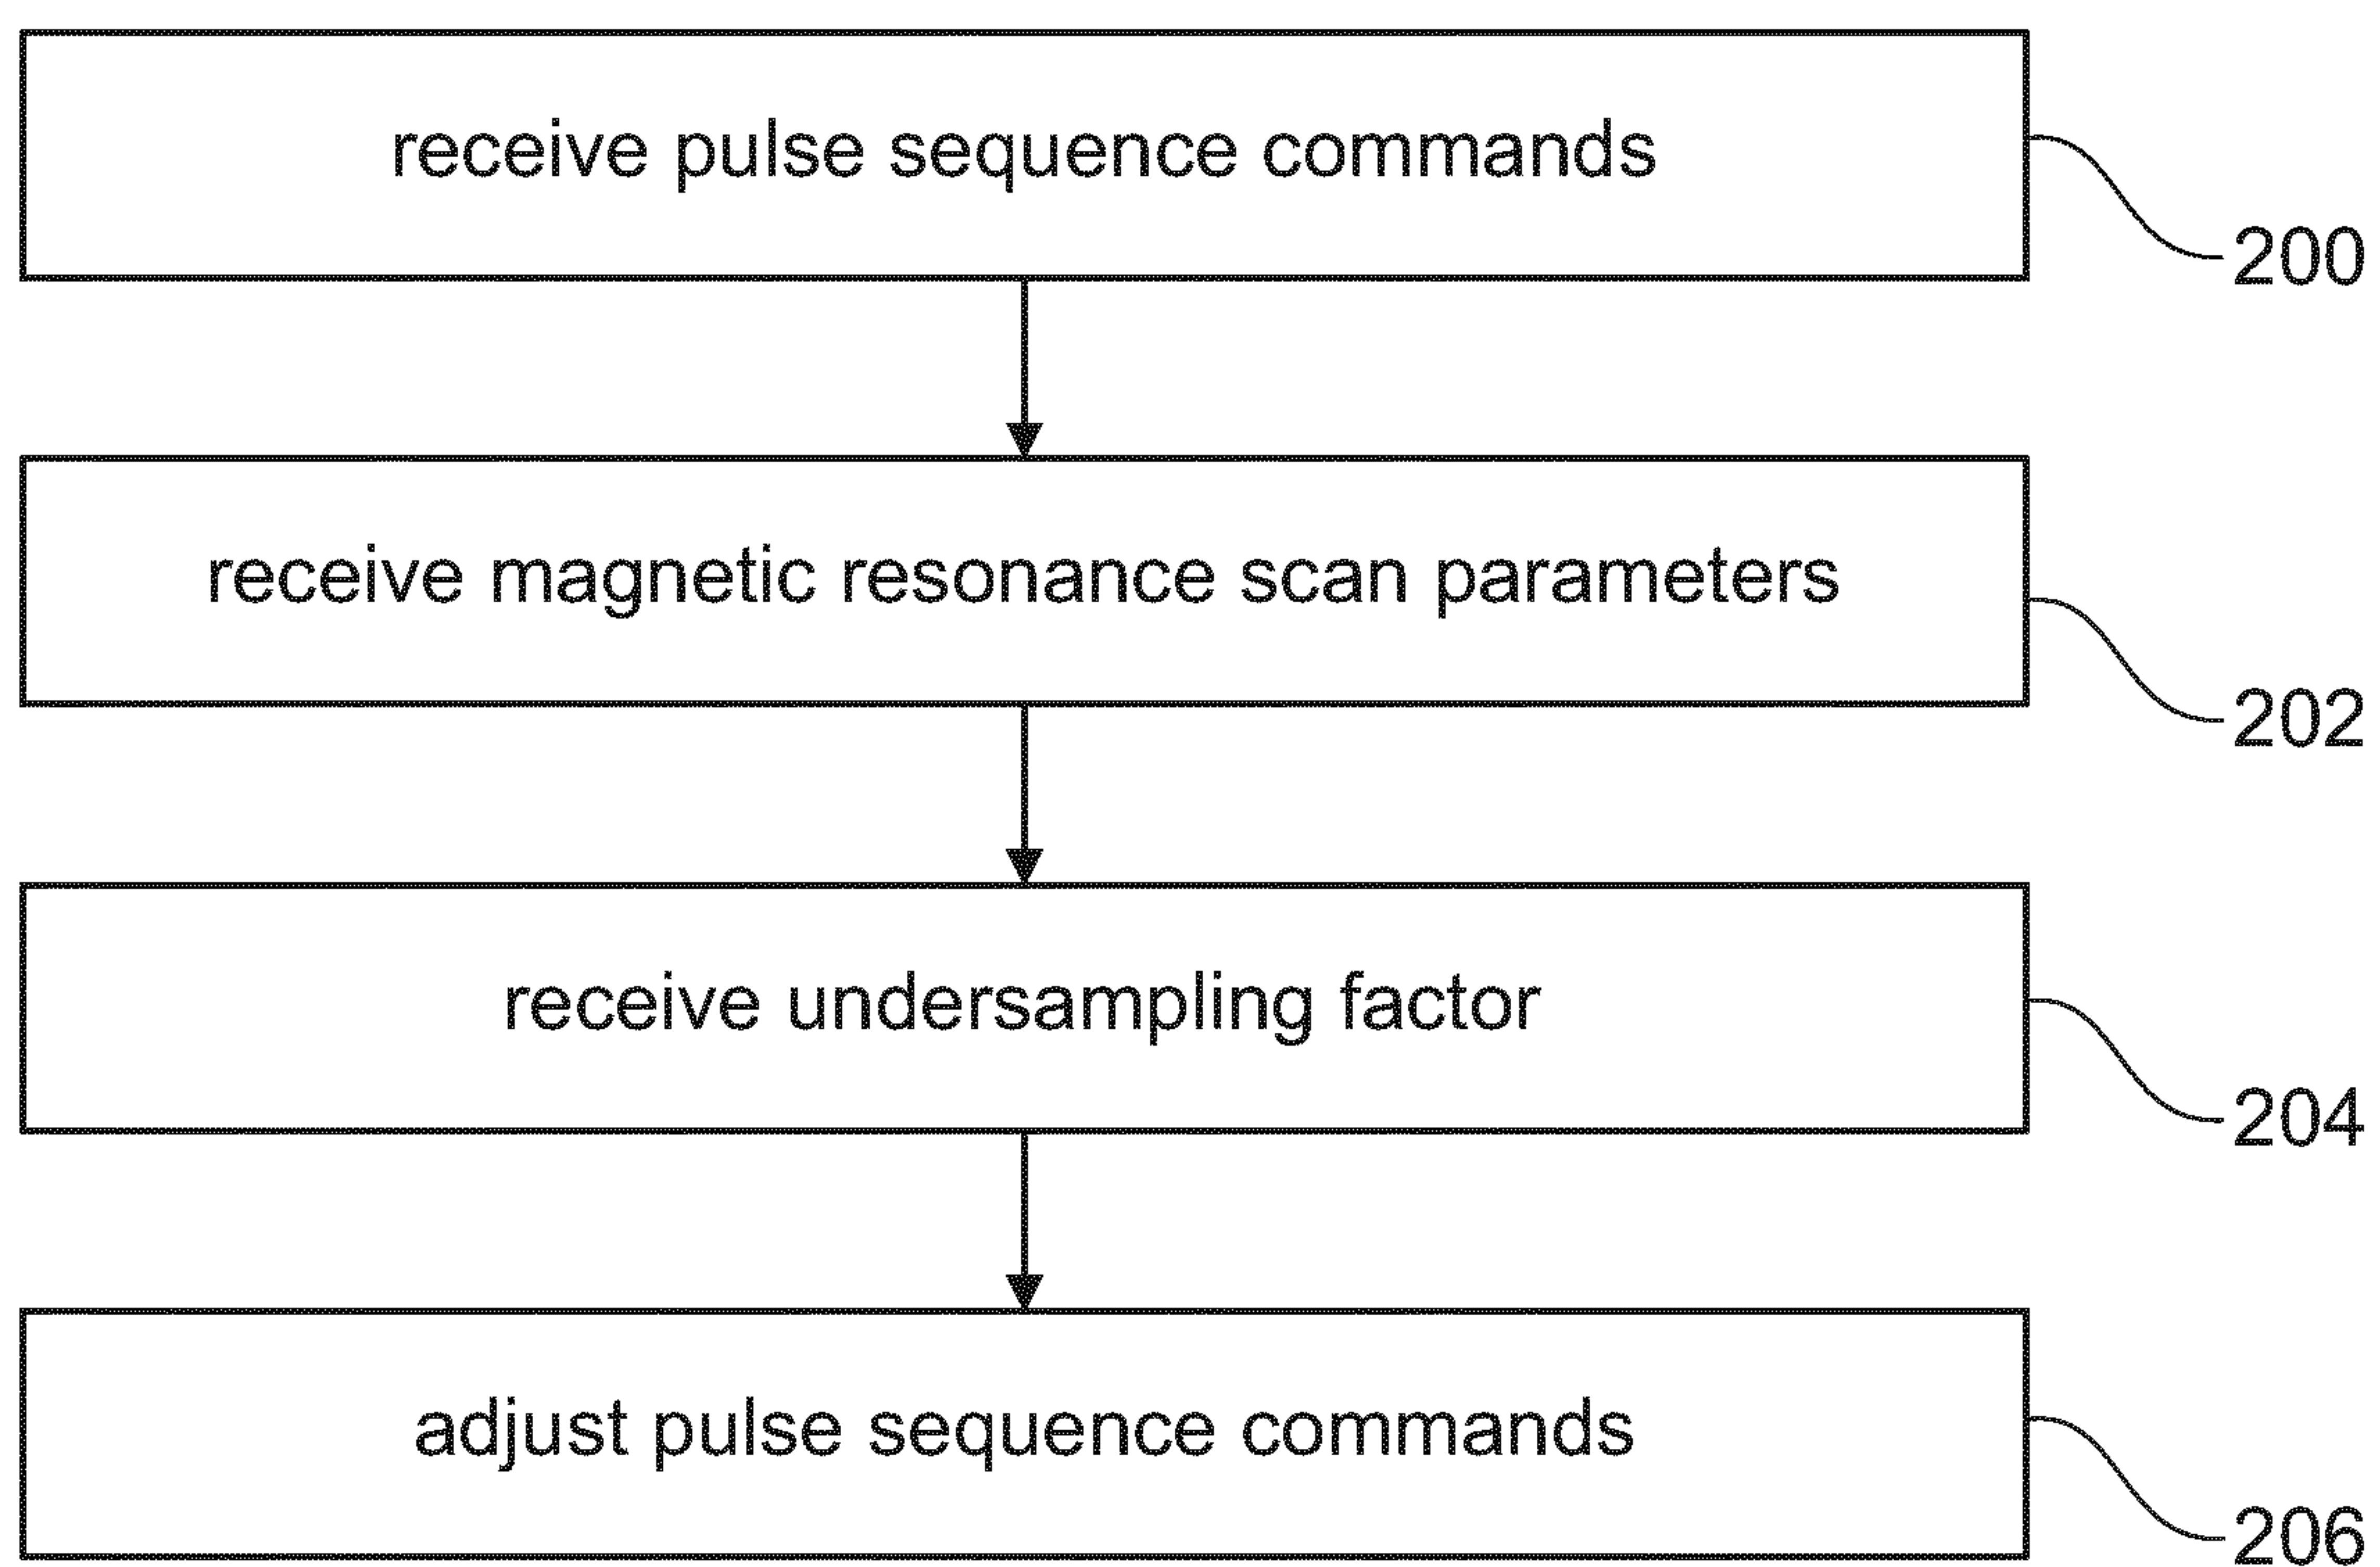 receive pulse sequence commands
200
receive magnetic resonance scan parameters
202
receive undersampling factor
204
adjust pulse sequence commands
206